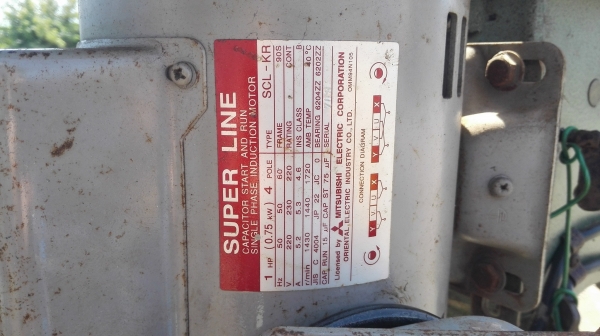 SUPER LINE
CAPACITOR START AND RUN
SINGLE PHASE INDUCTION MOTOR
1 HP (0.75 kW) 4 POLE TYPE SCL-KR
Hz 50 50 60 FRAME 90S
V 220 230 220 RATING CONT
A 5.2 5.3 4.6 INS CLASS B
r/min 1430 1440 1720 AMB TEMP 40°C
JIS C 4004 JP 22 JC 0 BEARING 6204ZZ 6202ZZ
CAP RUN 15 µF CAP ST 75 µF SERIAL
Licensed by MITSUBISHI ELECTRIC CORPORATION
ORIENTAL ELECTRIC INDUSTRY CO., LTD.
CONNECTION DIAGRAM
Y V U X Y V U X